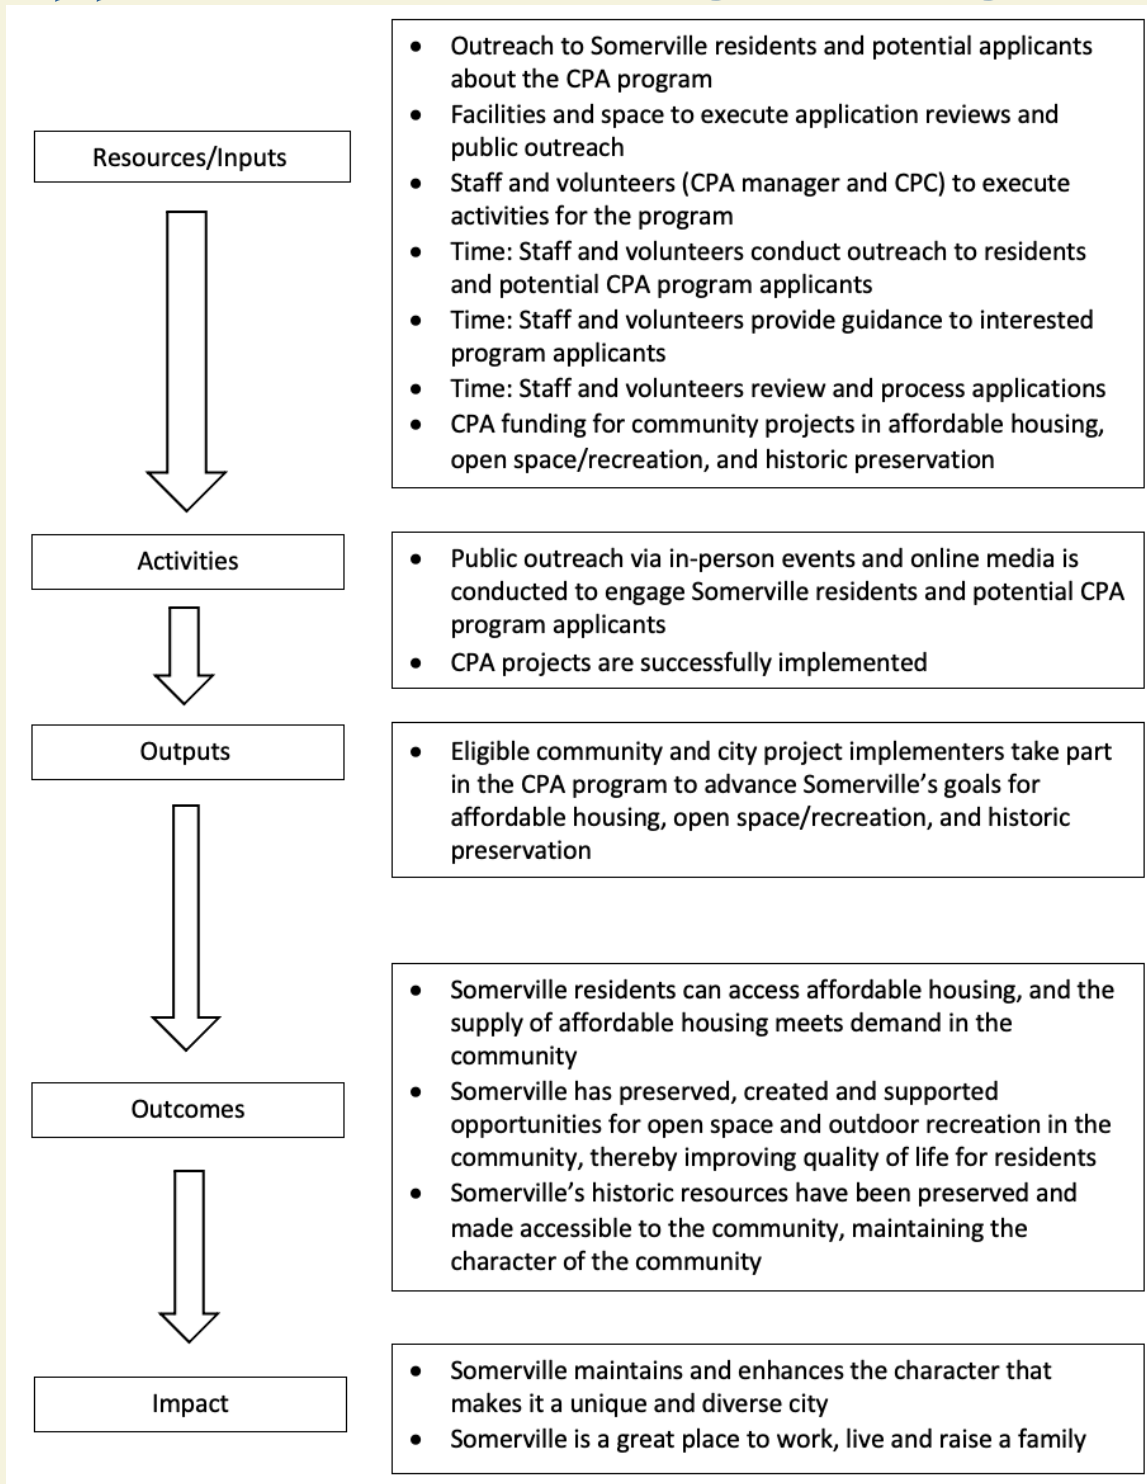 Resources/Inputs
• Outreach to Somerville residents and potential applicants
about the CPA program
• Facilities and space to execute application reviews and
public outreach
• Staff and volunteers (CPA manager and CPC) to execute
activities for the program
• Time: Staff and volunteers conduct outreach to residents
and potential CPA program applicants
• Time: Staff and volunteers provide guidance to interested
program applicants
• Time: Staff and volunteers review and process applications
• CPA funding for community projects in affordable housing,
open space/recreation, and historic preservation
Activities
• Public outreach via in-person events and online media is
conducted to engage Somerville residents and potential CPA
program applicants
• CPA projects are successfully implemented
Outputs
• Eligible community and city project implementers take part
in the CPA program to advance Somerville’s goals for
affordable housing, open space/recreation, and historic
preservation
Outcomes
• Somerville residents can access affordable housing, and the
supply of affordable housing meets demand in the
community
• Somerville has preserved, created and supported
opportunities for open space and outdoor recreation in the
community, thereby improving quality of life for residents
• Somerville’s historic resources have been preserved and
made accessible to the community, maintaining the
character of the community
Impact
• Somerville maintains and enhances the character that
makes it a unique and diverse city
• Somerville is a great place to work, live and raise a family